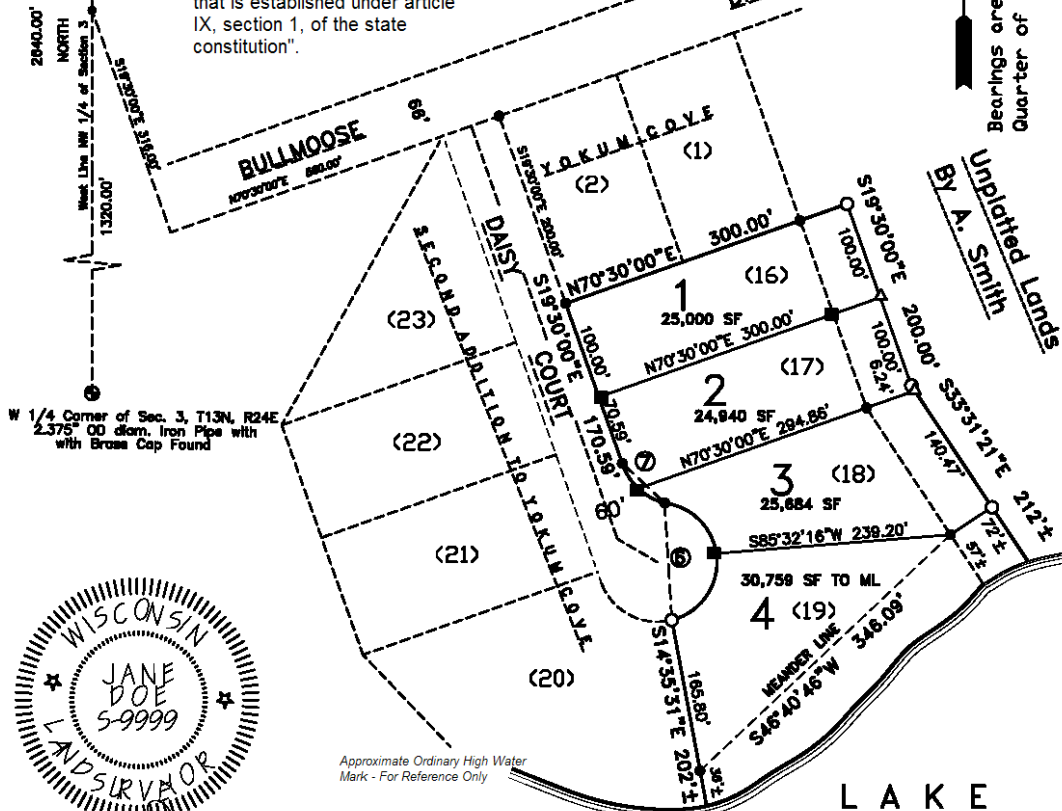 that is established under article
IX, section 1, of the state
constitution".
2640.00'
NORTH
West Line NW 1/4 of Section 3
1320.00'
S19°30'00"E 316.00'
BULLMOOSE
66'
N70°30'00"E 660.00'
Bearings are
Quarter of
YOKUM COVE
(1)
(2)
S19°30'00"E 200.00'
Unplatted Lands
By A. Smith
DAISY
COURT
SECOND ADDITION TO YOKUM COVE
N70°30'00"E 300.00'
S19°30'00"E 200.00'
100.00'
100.00'
6.24'
S19°30'00"E 170.59'
100.00'
70.59'
1
(16)
25,000 SF
N70°30'00"E 300.00'
2
(17)
24,940 SF
N70°30'00"E 294.86'
S33°31'21"E 212'±
140.47'
72'±
57'±
3
(18)
25,684 SF
S85°32'16"W 239.20'
7
60'
6
30,759 SF TO ML
4 (19)
MEANDER LINE
S46°40'46"W 346.09'
S14°35'31"E 202'±
165.80'
36'±
(23)
(22)
(21)
(20)
W 1/4 Corner of Sec. 3, T13N, R24E
2.375" OD diam. Iron Pipe with
with Brass Cap Found
WISCONSIN
JANE
DOE
S-9999
LAND SURVEYOR
Approximate Ordinary High Water
Mark - For Reference Only
LAKE